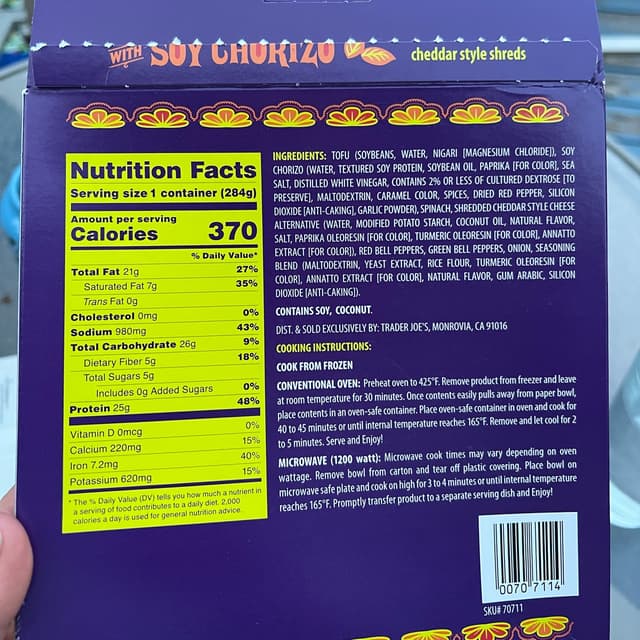 WITH SOY CHORIZO
cheddar style shreds
Nutrition Facts
Serving size 1 container (284g)
Amount per serving
Calories 370
% Daily Value*
Total Fat 21g 27%
Saturated Fat 7g 35%
Trans Fat 0g
Cholesterol 0mg 0%
Sodium 980mg 43%
Total Carbohydrate 26g 9%
Dietary Fiber 5g 18%
Total Sugars 5g
Includes 0g Added Sugars 0%
Protein 25g 48%
Vitamin D 0mcg 0%
Calcium 220mg 15%
Iron 7.2mg 40%
Potassium 620mg 15%
* The % Daily Value (DV) tells you how much a nutrient in
a serving of food contributes to a daily diet. 2,000
calories a day is used for general nutrition advice.
INGREDIENTS: TOFU (SOYBEANS, WATER, NIGARI [MAGNESIUM CHLORIDE]), SOY
CHORIZO (WATER, TEXTURED SOY PROTEIN, SOYBEAN OIL, PAPRIKA [FOR COLOR], SEA
SALT, DISTILLED WHITE VINEGAR, CONTAINS 2% OR LESS OF CULTURED DEXTROSE [TO
PRESERVE], MALTODEXTRIN, CARAMEL COLOR, SPICES, DRIED RED PEPPER, SILICON
DIOXIDE [ANTI-CAKING], GARLIC POWDER), SPINACH, SHREDDED CHEDDAR STYLE CHEESE
ALTERNATIVE (WATER, MODIFIED POTATO STARCH, COCONUT OIL, NATURAL FLAVOR,
SALT, PAPRIKA OLEORESIN [FOR COLOR], TURMERIC OLEORESIN [FOR COLOR], ANNATTO
EXTRACT [FOR COLOR]), RED BELL PEPPERS, GREEN BELL PEPPERS, ONION, SEASONING
BLEND (MALTODEXTRIN, YEAST EXTRACT, RICE FLOUR, TURMERIC OLEORESIN [FOR
COLOR], ANNATTO EXTRACT [FOR COLOR], NATURAL FLAVOR, GUM ARABIC, SILICON
DIOXIDE [ANTI-CAKING]).
CONTAINS SOY, COCONUT.
DIST. & SOLD EXCLUSIVELY BY: TRADER JOE'S, MONROVIA, CA 91016
COOKING INSTRUCTIONS:
COOK FROM FROZEN
CONVENTIONAL OVEN: Preheat oven to 425°F. Remove product from freezer and leave
at room temperature for 30 minutes. Once contents easily pulls away from paper bowl,
place contents in an oven-safe container. Place oven-safe container in oven and cook for
40 to 45 minutes or until internal temperature reaches 165°F. Remove and let cool for 2
to 5 minutes. Serve and Enjoy!
MICROWAVE (1200 watt): Microwave cook times may vary depending on oven
wattage. Remove bowl from carton and tear off plastic covering. Place bowl on
microwave safe plate and cook on high for 3 to 4 minutes or until internal temperature
reaches 165°F. Promptly transfer product to a separate serving dish and Enjoy!
0070 7114
SKU# 70711